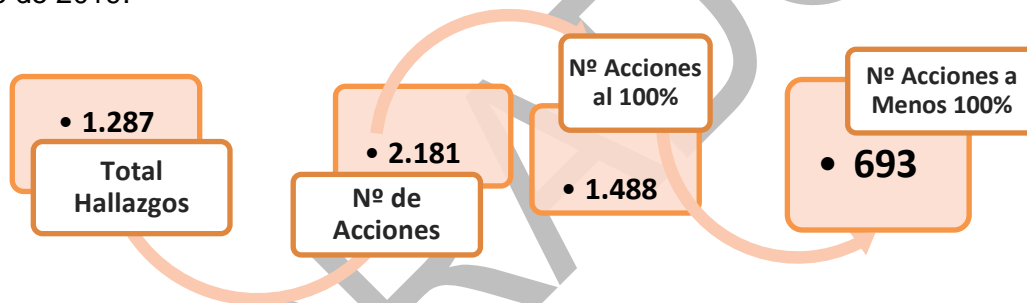 de 2016.
• 1.287
Total
Hallazgos
• 2.181
Nº de
Acciones
Nº Acciones
al 100%
• 1.488
Nº Acciones a
Menos 100%
• 693